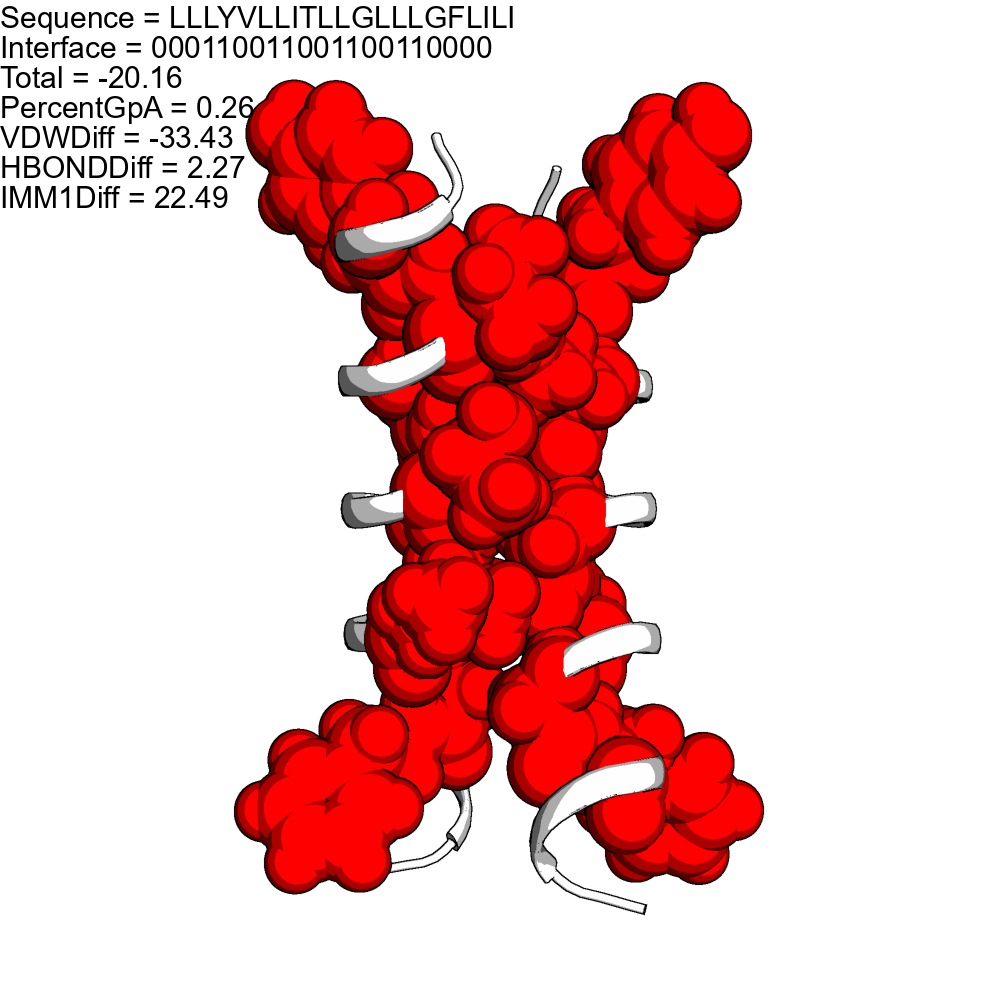 Sequence = LLLYVLLITLLGLLLGFLILI
Interface = 000110011001100110000
Total = -20.16
PercentGpA = 0.26
VDWDiff = -33.43
HBONDDiff = 2.27
IMM1Diff = 22.49